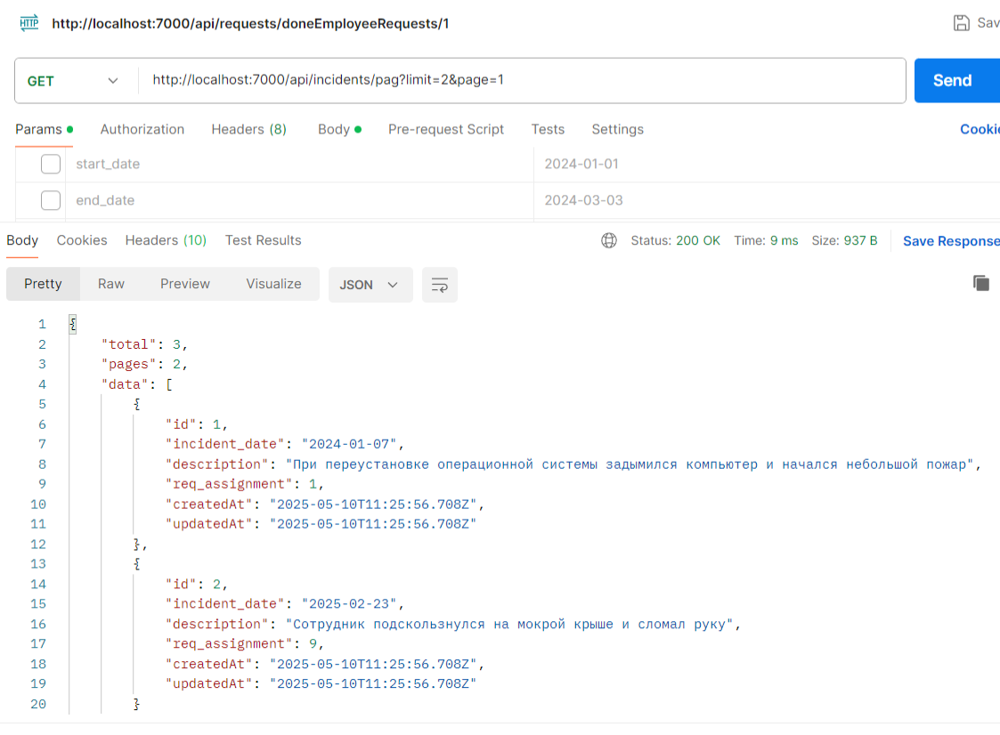 HTTP http://localhost:7000/api/requests/doneEmployeeRequests/1 Sav
GET http://localhost:7000/api/incidents/pag?limit=2&page=1 Send
Params Authorization Headers (8) Body Pre-request Script Tests Settings Cookie
start_date 2024-01-01
end_date 2024-03-03
Body Cookies Headers (10) Test Results Status: 200 OK Time: 9 ms Size: 937 B Save Response
Pretty Raw Preview Visualize JSON
1 {
2 "total": 3,
3 "pages": 2,
4 "data": [
5 {
6 "id": 1,
7 "incident_date": "2024-01-07",
8 "description": "При переустановке операционной системы задымился компьютер и начался небольшой пожар",
9 "req_assignment": 1,
10 "createdAt": "2025-05-10T11:25:56.708Z",
11 "updatedAt": "2025-05-10T11:25:56.708Z"
12 },
13 {
14 "id": 2,
15 "incident_date": "2025-02-23",
16 "description": "Сотрудник подскользнулся на мокрой крыше и сломал руку",
17 "req_assignment": 9,
18 "createdAt": "2025-05-10T11:25:56.708Z",
19 "updatedAt": "2025-05-10T11:25:56.708Z"
20 }